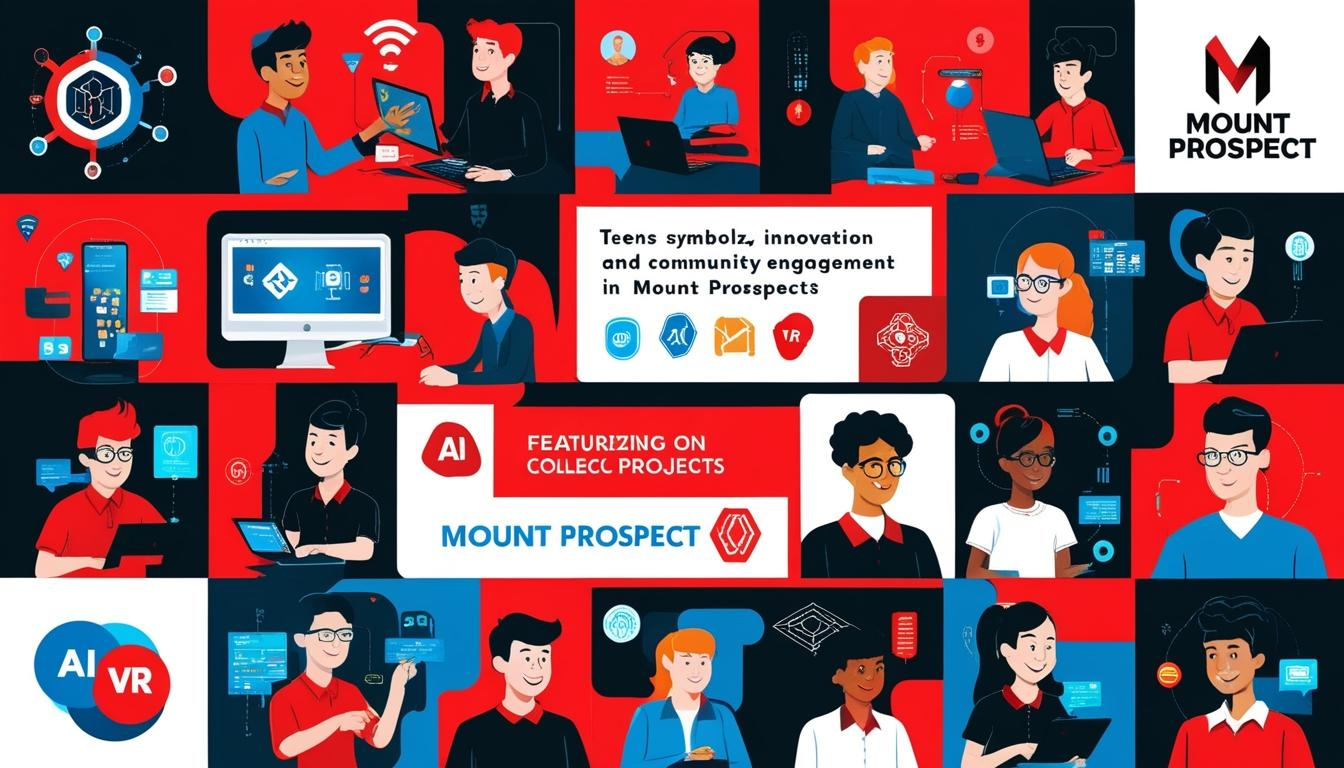 MOUNT
PROSPECT
Teens symbolz, innovation
and community engagement
in Mount Prosspects
VR
AI
FEATURIZING ON
COLLECC PROJECTS
MOUNT PROSPECT
AI
VR